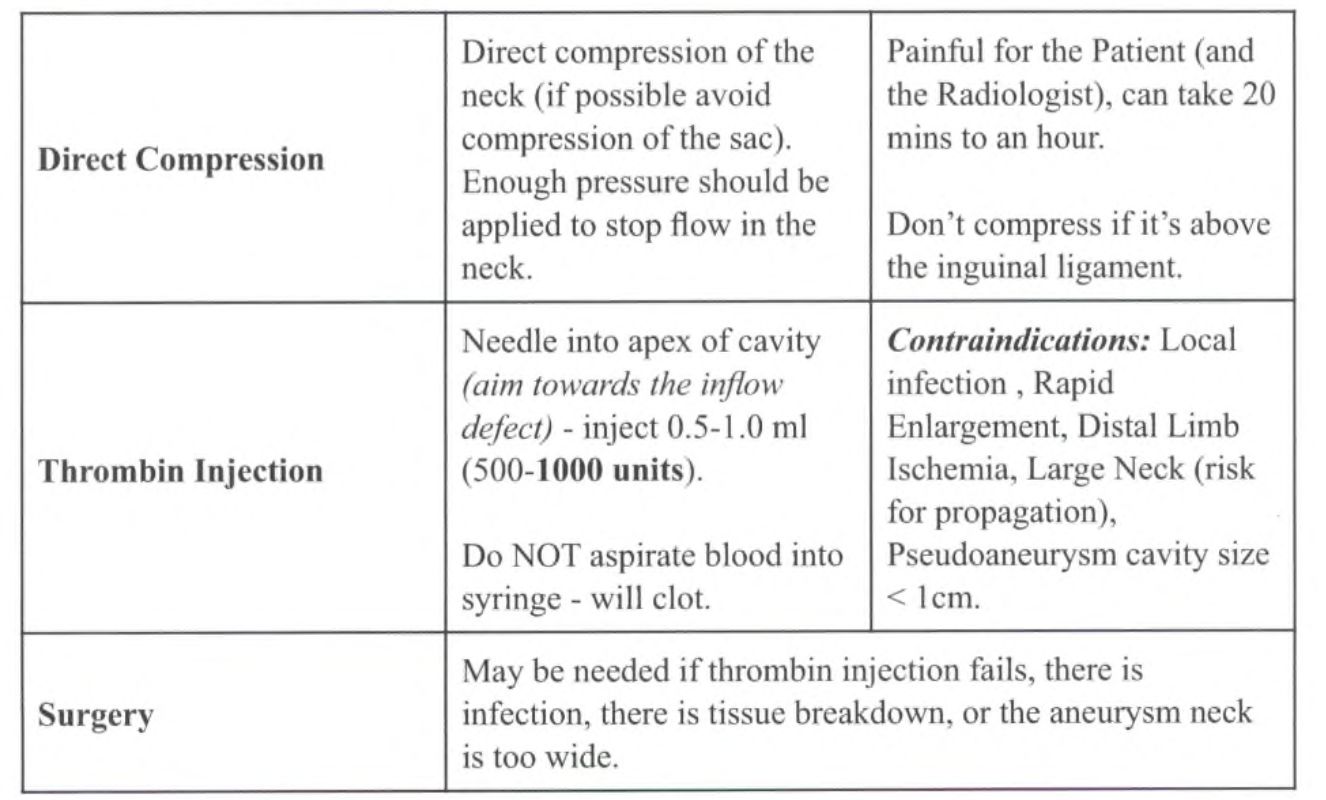 Direct Compression
Direct compression of the
neck (if possible avoid
compression of the sac).
Enough pressure should be
applied to stop flow in the
neck.
Painful for the Patient (and
the Radiologist), can take 20
mins to an hour.
Don't compress if it's above
the inguinal ligament.
Thrombin Injection
Needle into apex of cavity
(aim towards the inflow
defect) - inject 0.5-1.0 ml
(500-1000 units).
Do NOT aspirate blood into
syringe - will clot.
Contraindications: Local
infection , Rapid
Enlargement, Distal Limb
Ischemia, Large Neck (risk
for propagation),
Pseudoaneurysm cavity size
< 1cm.
Surgery
May be needed if thrombin injection fails, there is
infection, there is tissue breakdown, or the aneurysm neck
is too wide.